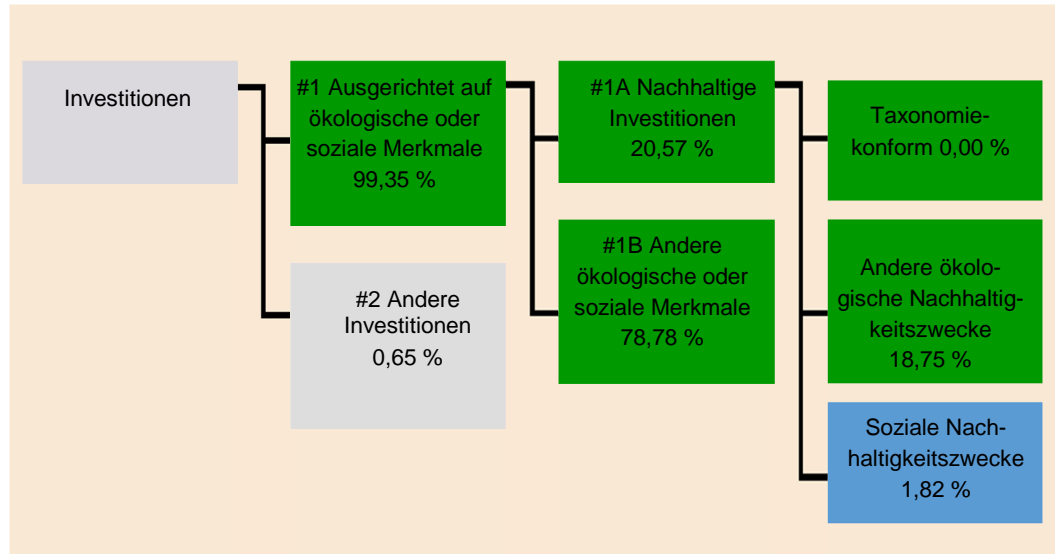 Investitionen
#1 Ausgerichtet auf
ökologische oder
soziale Merkmale
99,35 %
#2 Andere
Investitionen
0,65 %
#1A Nachhaltige
Investitionen
20,57 %
#1B Andere
ökologische oder
soziale Merkmale
78,78 %
Taxonomie-
konform 0,00 %
Andere ökolo-
gische Nachhaltig-
keitszwecke
18,75 %
Soziale Nach-
haltigkeitszwecke
1,82 %